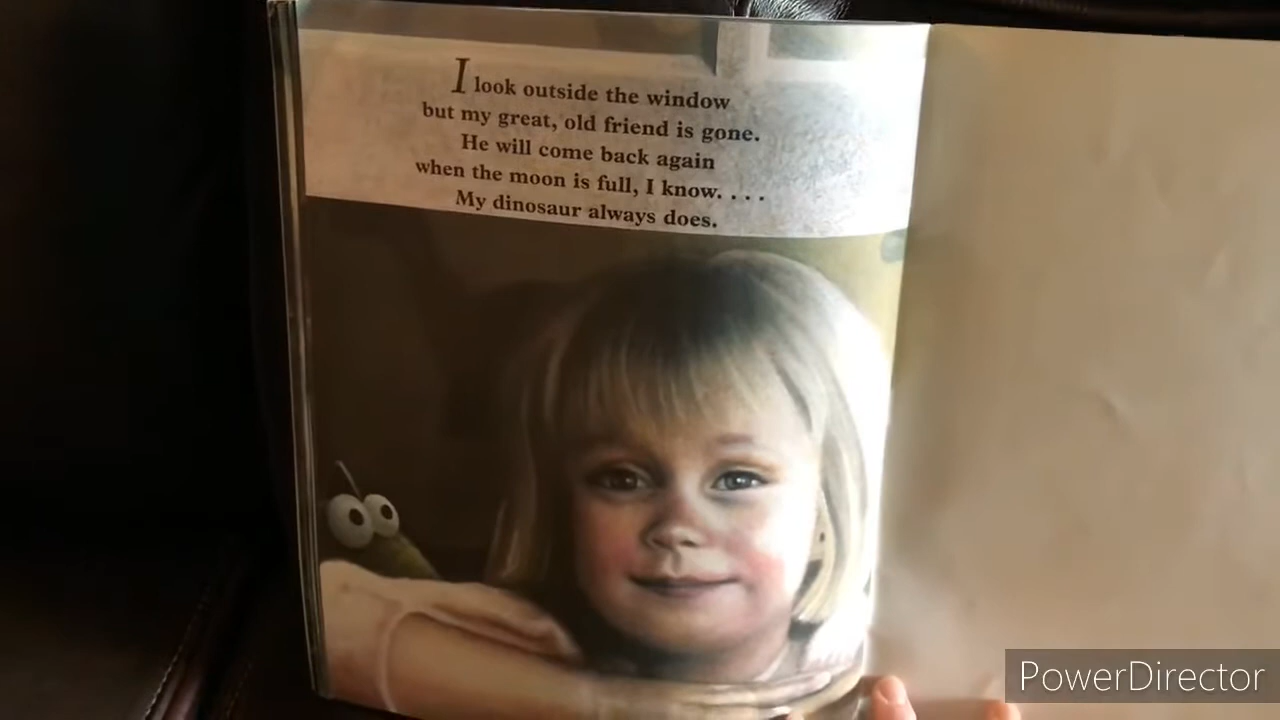 I look outside the window
but my great, old friend is gone.
He will come back again
when the moon is full, I know. . . .
My dinosaur always does.
PowerDirector